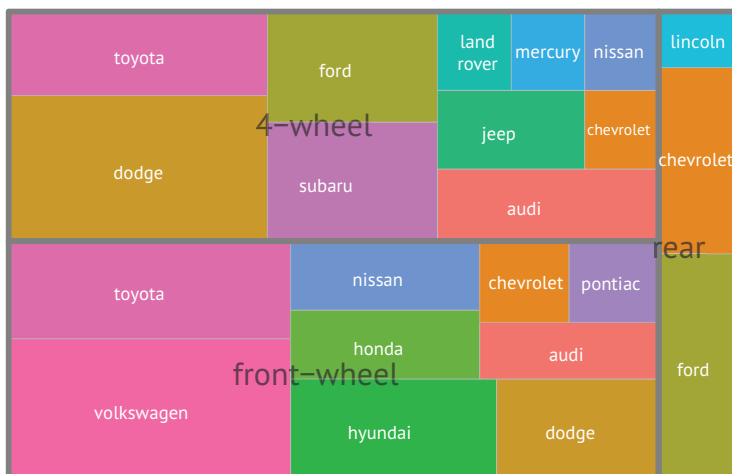 toyota
ford
land
rover
mercury
nissan
lincoln
4−wheel
jeep
chevrolet
chevrolet
dodge
subaru
audi
rear
toyota
nissan
chevrolet
pontiac
honda
audi
front−wheel
ford
volkswagen
hyundai
dodge